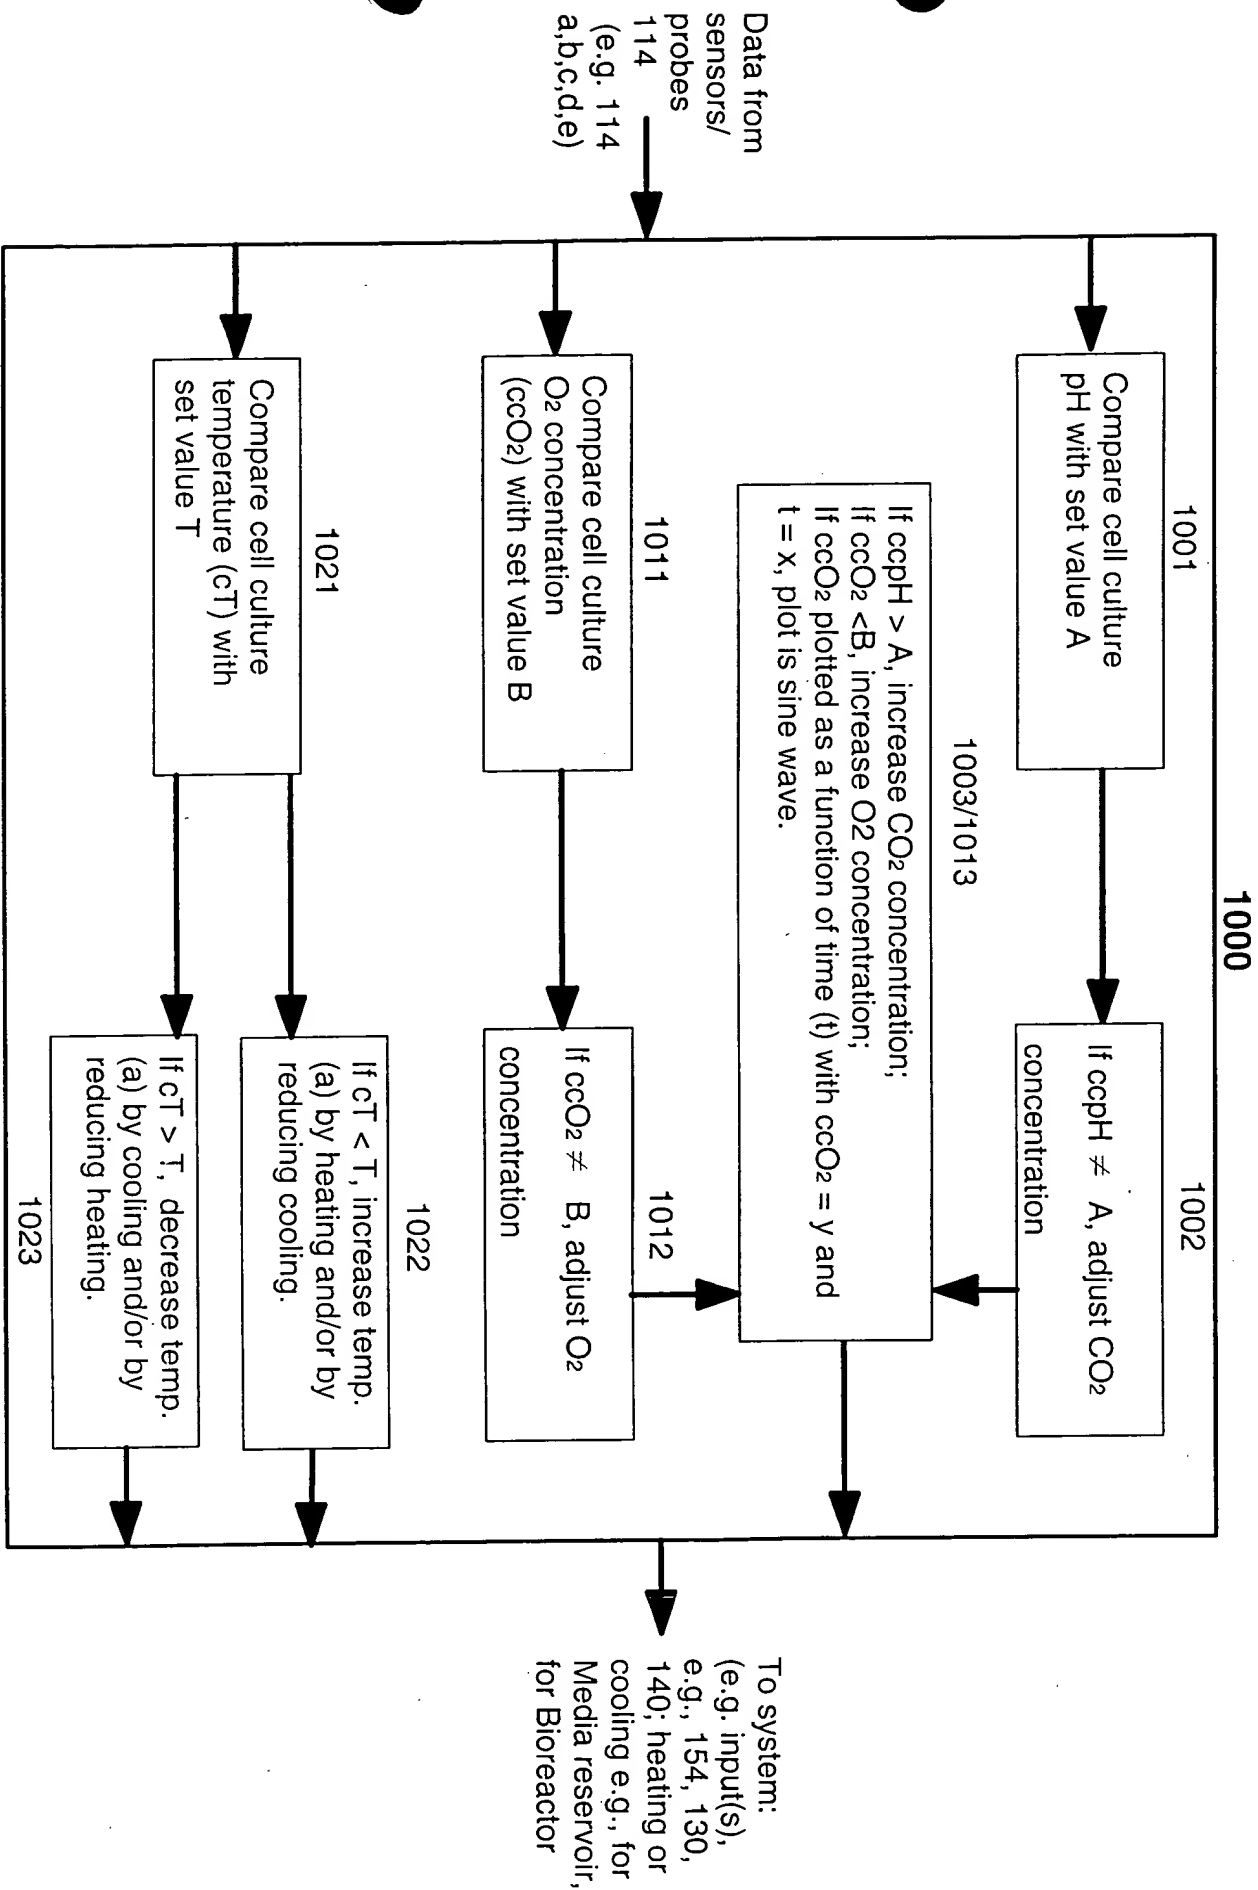 1000
Data from
sensors/
probes
114
(e.g. 114
a,b,c,d,e)
1001
Compare cell culture
pH with set value A
1002
If ccpH ≠ A, adjust CO2
concentration
1003/1013
If ccpH > A, increase CO2 concentration;
If ccO2 <B, increase O2 concentration;
If ccO2 plotted as a function of time (t) with ccO2 = y and
t = x, plot is sine wave.
1011
Compare cell culture
O2 concentration
(ccO2) with set value B
1012
If ccO2 ≠ B, adjust O2
concentration
1021
Compare cell culture
temperature (cT) with
set value T
1022
If cT < T, increase temp.
(a) by heating and/or by
reducing cooling.
If cT > T, decrease temp.
(a) by cooling and/or by
reducing heating.
1023
To system:
(e.g. input(s),
e.g., 154, 130,
140; heating or
cooling e.g., for
Media reservoir,
for Bioreactor